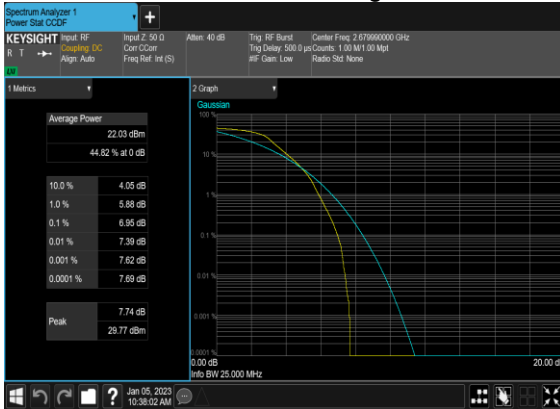 Spectrum Analyzer 1
Power Stat CCDF
KEYSIGHT
R T
LXI
Input: RF
Coupling: DC
Align: Auto
Input Z: 50 Ω
Corr CCorr
Freq Ref: Int (S)
Atten: 40 dB
Trig: RF Burst
Trig Delay: 500.0 µs
#IF Gain: Low
Center Freq: 2.679990000 GHz
Counts: 1.00 M/1.00 Mpt
Radio Std: None
1 Metrics
Average Power
22.03 dBm
44.82 % at 0 dB
10.0 % 4.05 dB
1.0 % 5.88 dB
0.1 % 6.95 dB
0.01 % 7.39 dB
0.001 % 7.62 dB
0.0001 % 7.69 dB
Peak
7.74 dB
29.77 dBm
2 Graph
Gaussian
100 %
10 %
1 %
0.1 %
0.01 %
0.001 %
0.0001 %
0.00 dB
20.00 d
Info BW 25.000 MHz
?
Jan 05, 2023
10:38:02 AM